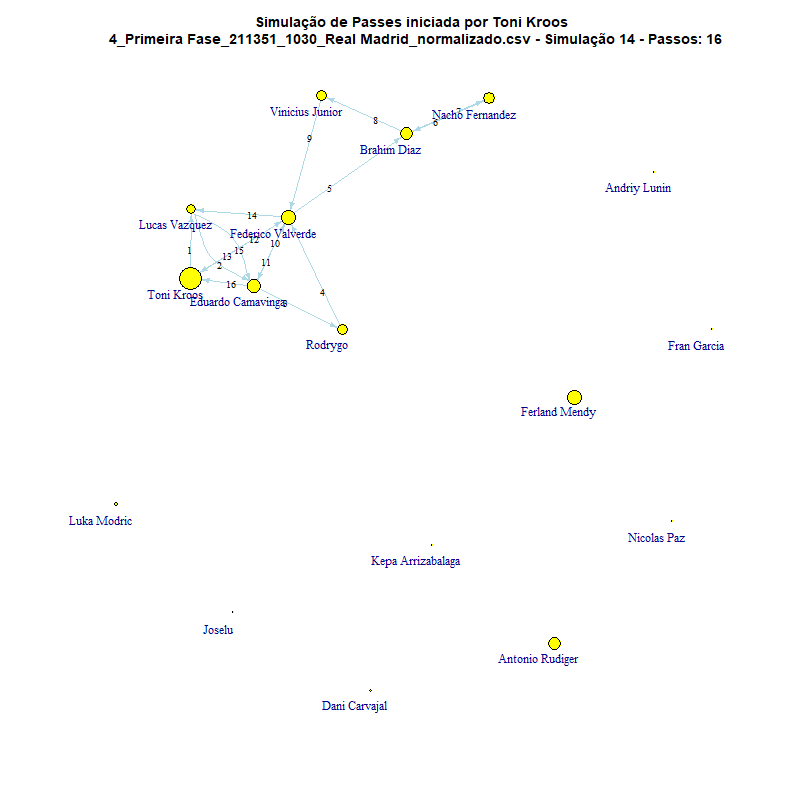 Simulação de Passes iniciada por Toni Kroos
4_Primeira Fase_211351_1030_Real Madrid_normalizado.csv - Simulação 14 - Passos: 16
Vinicius Junior
Nacho Fernandez
7
6
8
9
Brahim Diaz
Andriy Lunin
5
14
Lucas Vazquez
Federico Valverde
12
10
1
15
13
11
2
16
Toni Kroos
Eduardo Camavinga
4
Rodrygo
Fran Garcia
Ferland Mendy
Luka Modric
Nicolas Paz
Kepa Arrizabalaga
Joselu
Antonio Rudiger
Dani Carvajal